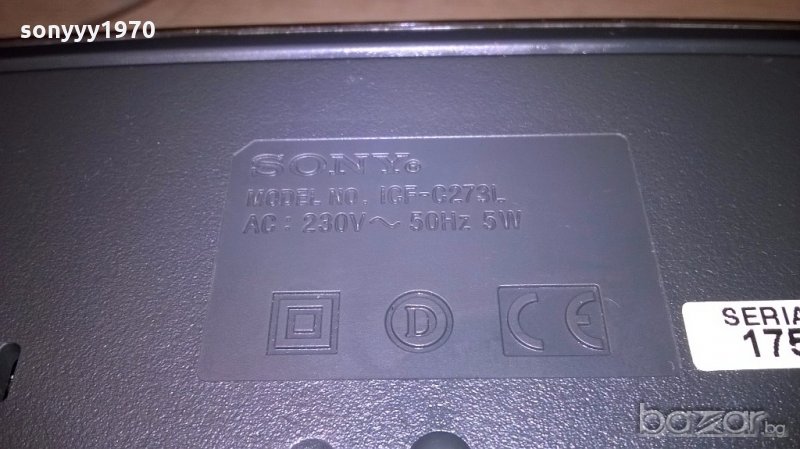 sonyyy1970
SONY®
MODEL NO. ICF-C273L
AC : 230V ~ 50Hz 5W
D CE
SERIA
175
bazar.bg